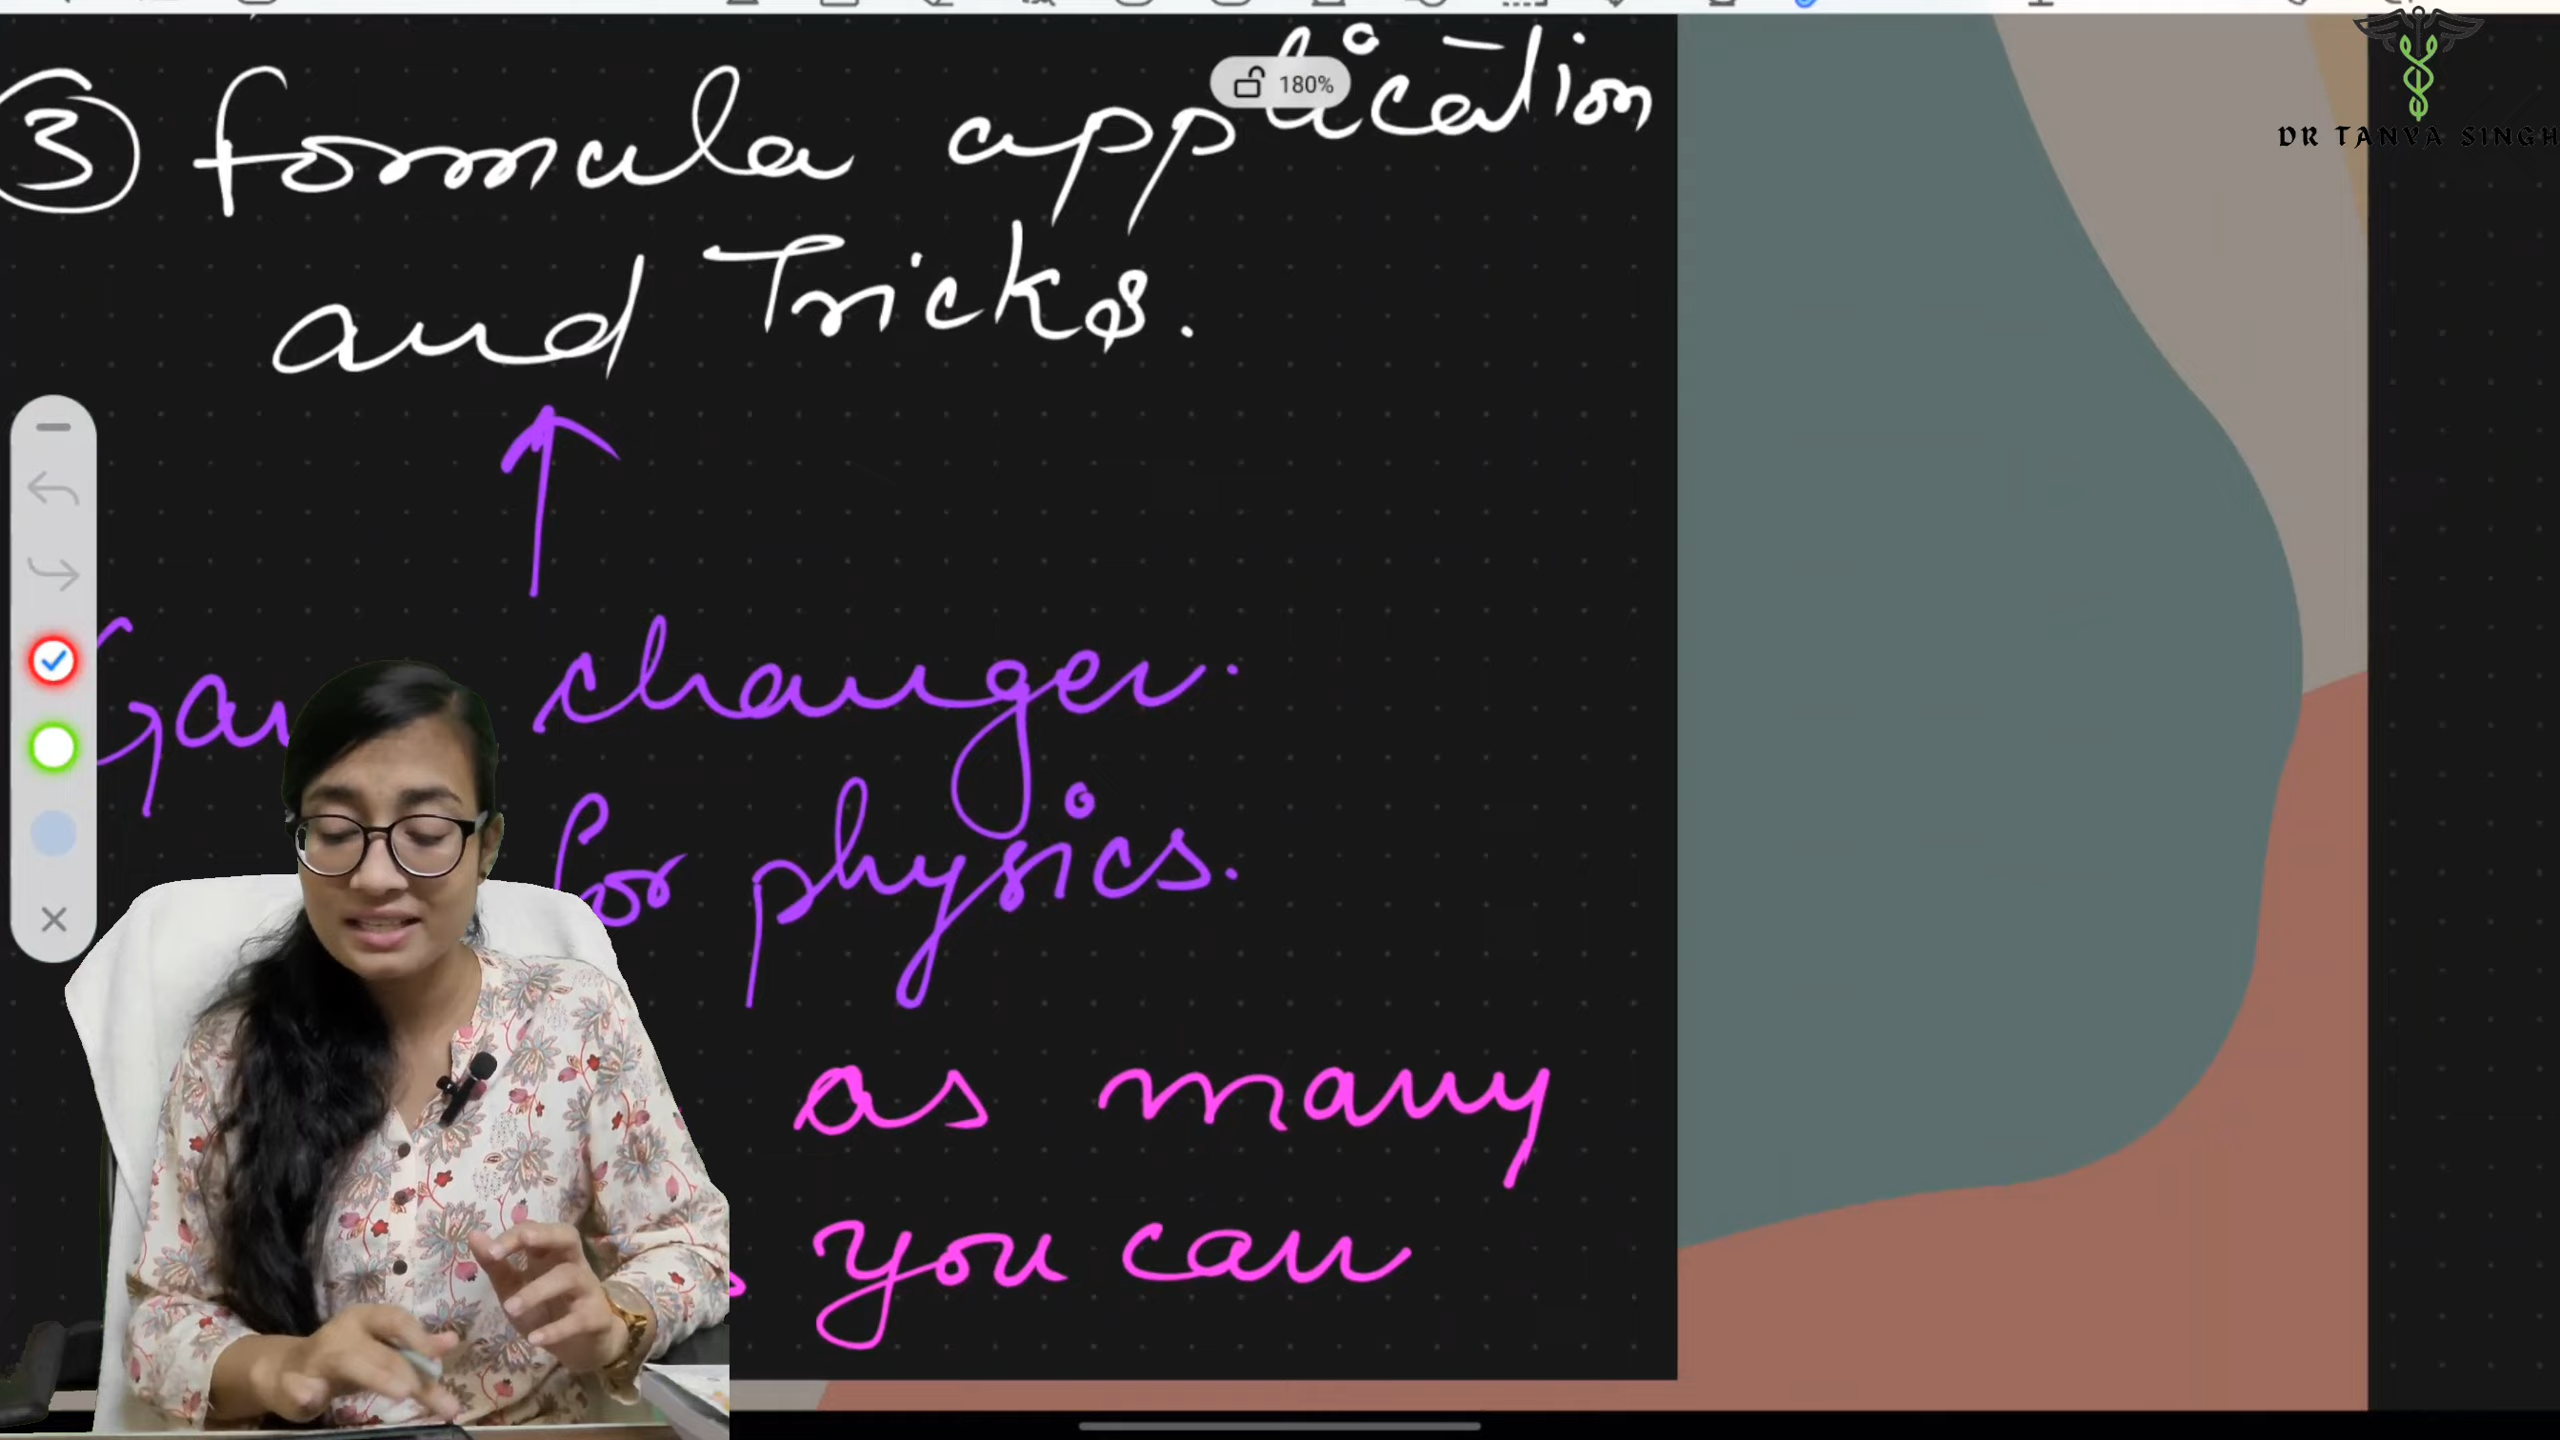 DR TANYA SINGH
180%
③ formula application
and Tricks.
changer.
for physics.
as many
you can